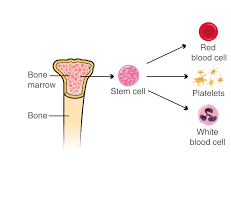 Red
blood cell
Bone
marrow
Stem cell
Platelets
Bone
White
blood cell